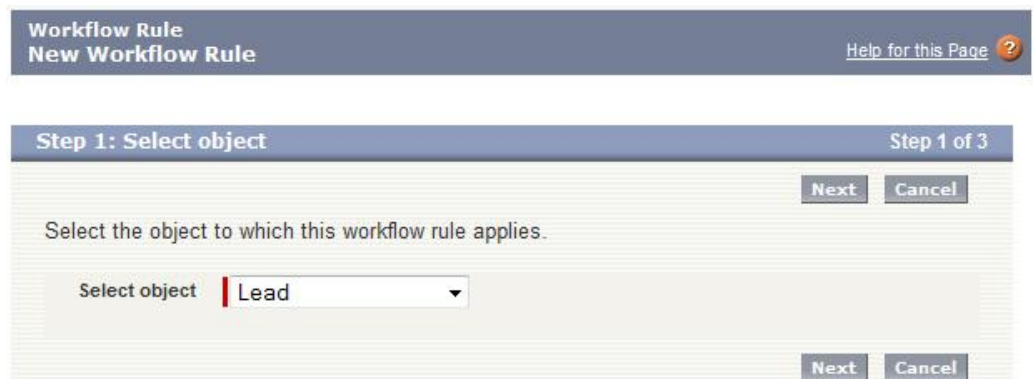 Workflow Rule
New Workflow Rule
Help for this Page ?
Step 1: Select object
Step 1 of 3
Next Cancel
Select the object to which this workflow rule applies.
Select object Lead
Next Cancel